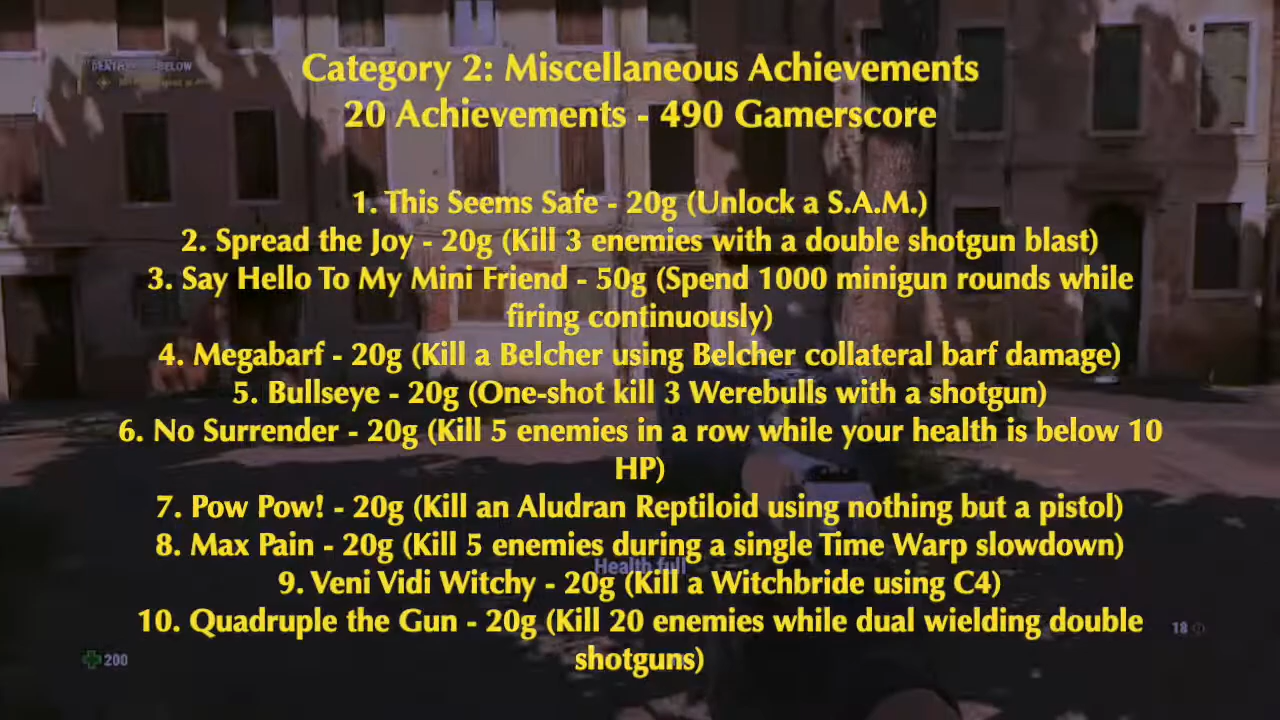 DEATH FROM BELOW
Category 2: Miscellaneous Achievements
20 Achievements - 490 Gamerscore
1. This Seems Safe - 20g (Unlock a S.A.M.)
2. Spread the Joy - 20g (Kill 3 enemies with a double shotgun blast)
3. Say Hello To My Mini Friend - 50g (Spend 1000 minigun rounds while
firing continuously)
4. Megabarf - 20g (Kill a Belcher using Belcher collateral barf damage)
5. Bullseye - 20g (One-shot kill 3 Werebulls with a shotgun)
6. No Surrender - 20g (Kill 5 enemies in a row while your health is below 10
HP)
7. Pow Pow! - 20g (Kill an Aludran Reptiloid using nothing but a pistol)
8. Max Pain - 20g (Kill 5 enemies during a single Time Warp slowdown)
Health full
9. Veni Vidi Witchy - 20g (Kill a Witchbride using C4)
10. Quadruple the Gun - 20g (Kill 20 enemies while dual wielding double
shotguns)
18
200